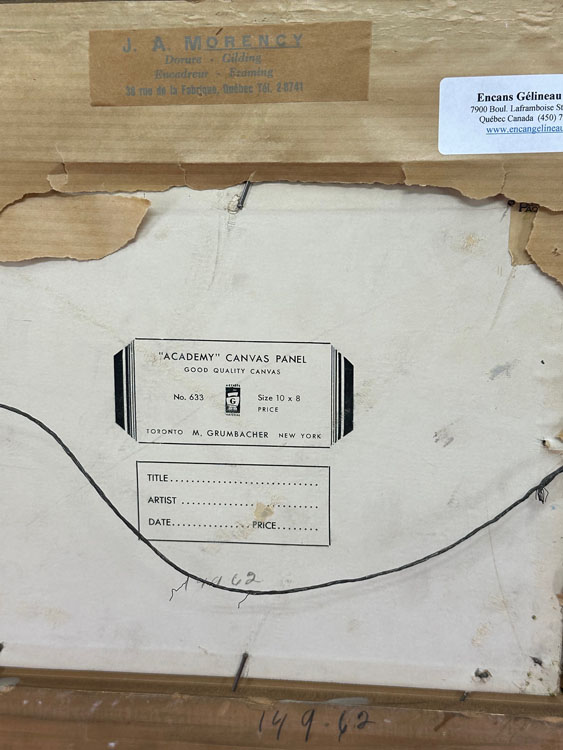 J. A. MORENCY
Dorure - Gilding
Encadreur - Framing
36 rue de la Fabrique, Québec Tél. 2-8741
Encans Gélineau
7900 Boul. Laframboise St
Québec Canada (450) 7
www.encangelineau
"ACADEMY" CANVAS PANEL
GOOD QUALITY CANVAS
No. 633
G
Size 10 x 8
PRICE
TORONTO M. GRUMBACHER NEW YORK
TITLE
ARTIST
DATE PRICE
149.62